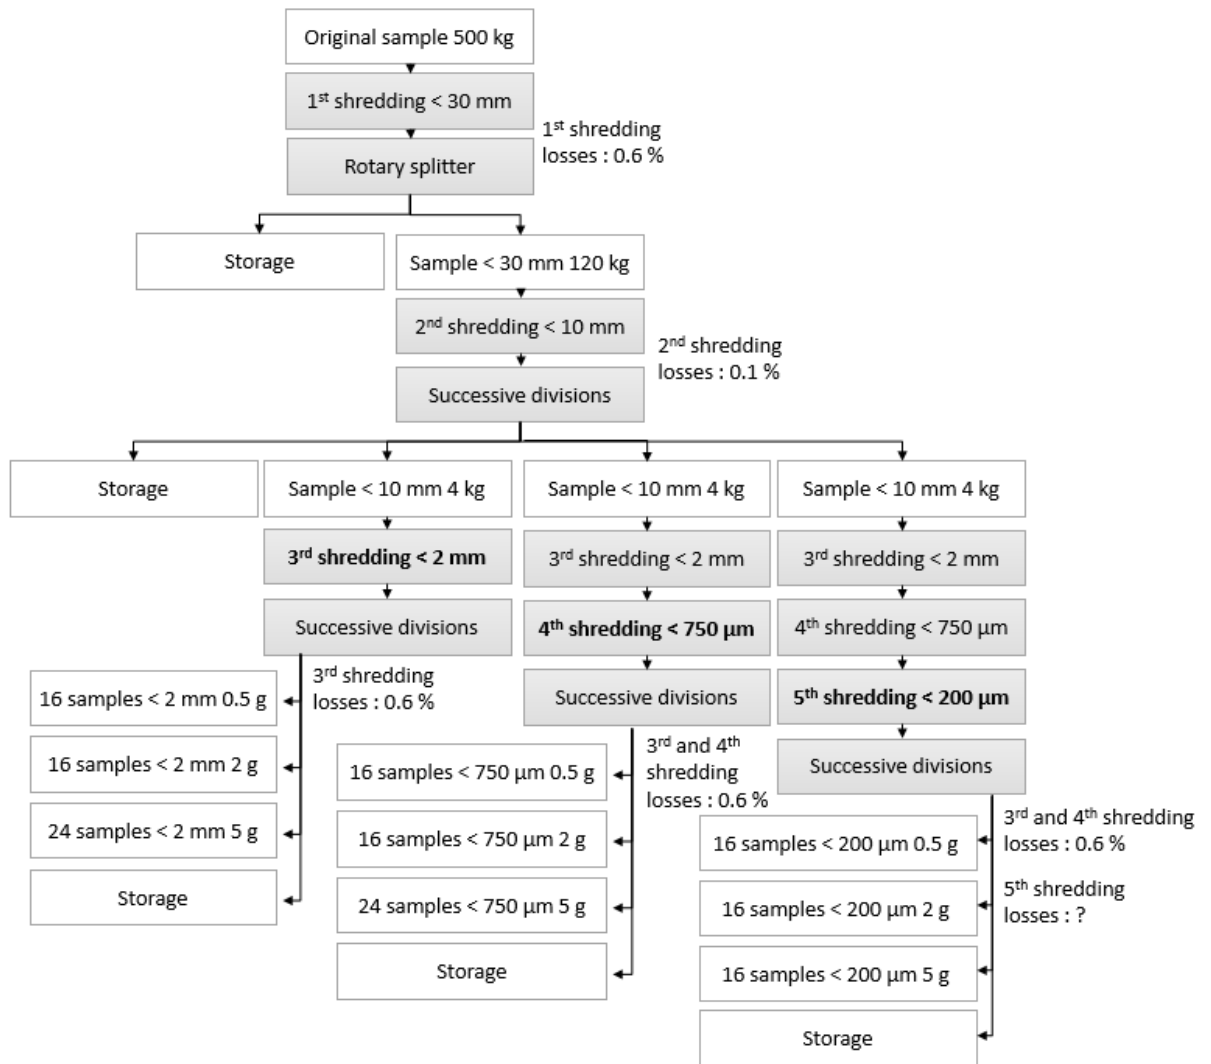 Original sample 500 kg
1st shredding < 30 mm
1st shredding
losses : 0.6 %
Rotary splitter
Storage
Sample < 30 mm 120 kg
2nd shredding < 10 mm
2nd shredding
losses : 0.1 %
Successive divisions
Storage
Sample < 10 mm 4 kg
Sample < 10 mm 4 kg
Sample < 10 mm 4 kg
3rd shredding < 2 mm
3rd shredding < 2 mm
3rd shredding < 2 mm
Successive divisions
4th shredding < 750 µm
4th shredding < 750 µm
3rd shredding
losses : 0.6 %
16 samples < 2 mm 0.5 g
Successive divisions
5th shredding < 200 µm
16 samples < 2 mm 2 g
3rd and 4th
shredding
losses : 0.6 %
16 samples < 750 µm 0.5 g
Successive divisions
24 samples < 2 mm 5 g
16 samples < 750 µm 2 g
3rd and 4th shredding
losses : 0.6 %
16 samples < 200 µm 0.5 g
Storage
24 samples < 750 µm 5 g
5th shredding
losses : ?
16 samples < 200 µm 2 g
Storage
16 samples < 200 µm 5 g
Storage